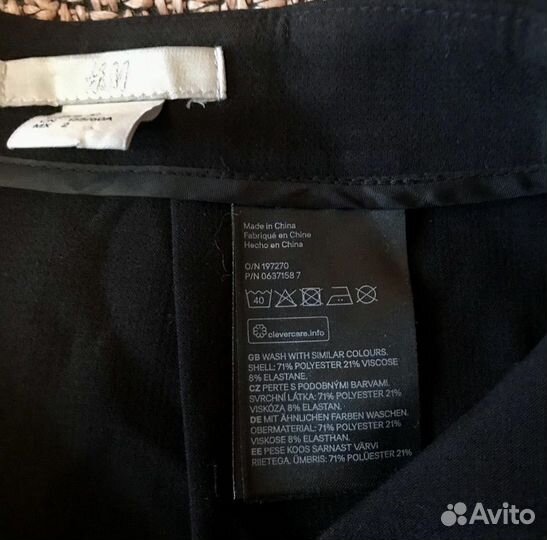 H&M
MX 2
Made in China
Fabriqué en Chine
Hecho en China
O/N 197270
P/N 0637158 7
40
clevercare.info
GB WASH WITH SIMILAR COLOURS.
SHELL: 71% POLYESTER 21% VISCOSE
8% ELASTANE.
CZ PERTE S PODOBNÝMI BARVAMI.
SVRCHNÍ LÁTKA: 71% POLYESTER 21%
VISKÓZA 8% ELASTAN.
DE MIT ÄHNLICHEN FARBEN WASCHEN.
OBERMATERIAL: 71% POLYESTER 21%
VISKOSE 8% ELASTHAN.
EE PESE KOOS SARNAST VÄRVI
RIIETEGA. ÜMBRIS: 71% POLÜESTER 21%
Avito